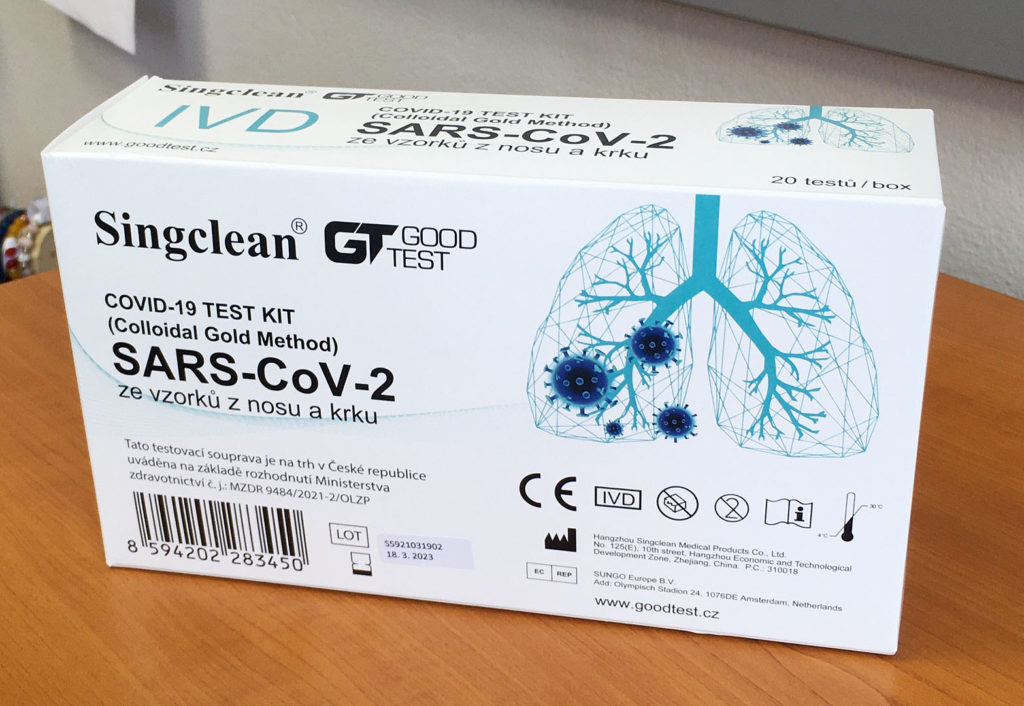 Singclean® GT GOOD TEST
IVD
www.goodtest.cz
COVID-19 TEST KIT
(Colloidal Gold Method)
SARS-CoV-2
ze vzorků z nosu a krku
20 testů / box
Singclean® GT GOOD TEST
COVID-19 TEST KIT
(Colloidal Gold Method)
SARS-CoV-2
ze vzorků z nosu a krku
Tato testovací souprava je na trh v České republice
uváděna na základě rozhodnutí Ministerstva
zdravotnictví č. j.: MZDR 9484/2021-2/OLZP
8 594202 283450
LOT
S5921031902
18. 3. 2023
CE
IVD
2
i
4°C
30°C
Hangzhou Singclean Medical Products Co., Ltd.
No. 125(E), 10th street, Hangzhou Economic and Technological
Development Zone, Zhejiang, China. P.C.: 310018
EC REP
SUNGO Europe B.V.
Add: Olympisch Stadion 24, 1076DE Amsterdam, Netherlands
www.goodtest.cz